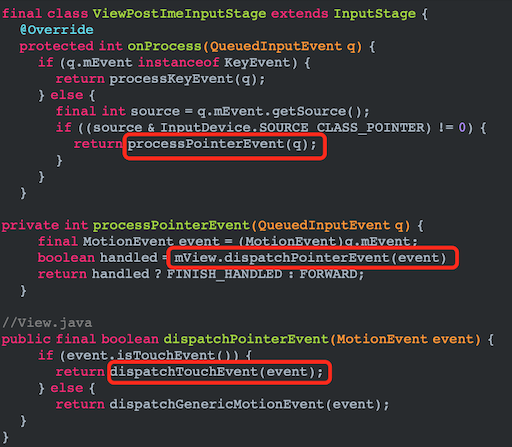 final class ViewPostImeInputStage extends InputStage {
@Override
protected int onProcess(QueuedInputEvent q) {
if (q.mEvent instanceof KeyEvent) {
return processKeyEvent(q);
} else {
final int source = q.mEvent.getSource();
if ((source & InputDevice.SOURCE_CLASS_POINTER) != 0) {
return processPointerEvent(q);
}
}
}
private int processPointerEvent(QueuedInputEvent q) {
final MotionEvent event = (MotionEvent)q.mEvent;
boolean handled = mView.dispatchPointerEvent(event)
return handled ? FINISH_HANDLED : FORWARD;
}
//View.java
public final boolean dispatchPointerEvent(MotionEvent event) {
if (event.isTouchEvent()) {
return dispatchTouchEvent(event);
} else {
return dispatchGenericMotionEvent(event);
}
}